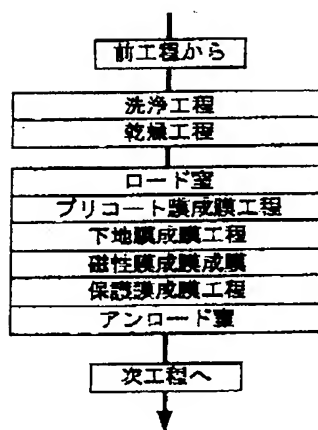 前工程から
洗浄工程
乾燥工程
ロード室
プリコート膜成膜工程
下地膜成膜工程
磁性膜成膜成膜
保護護成膜工程
アンロード室
次工程へ